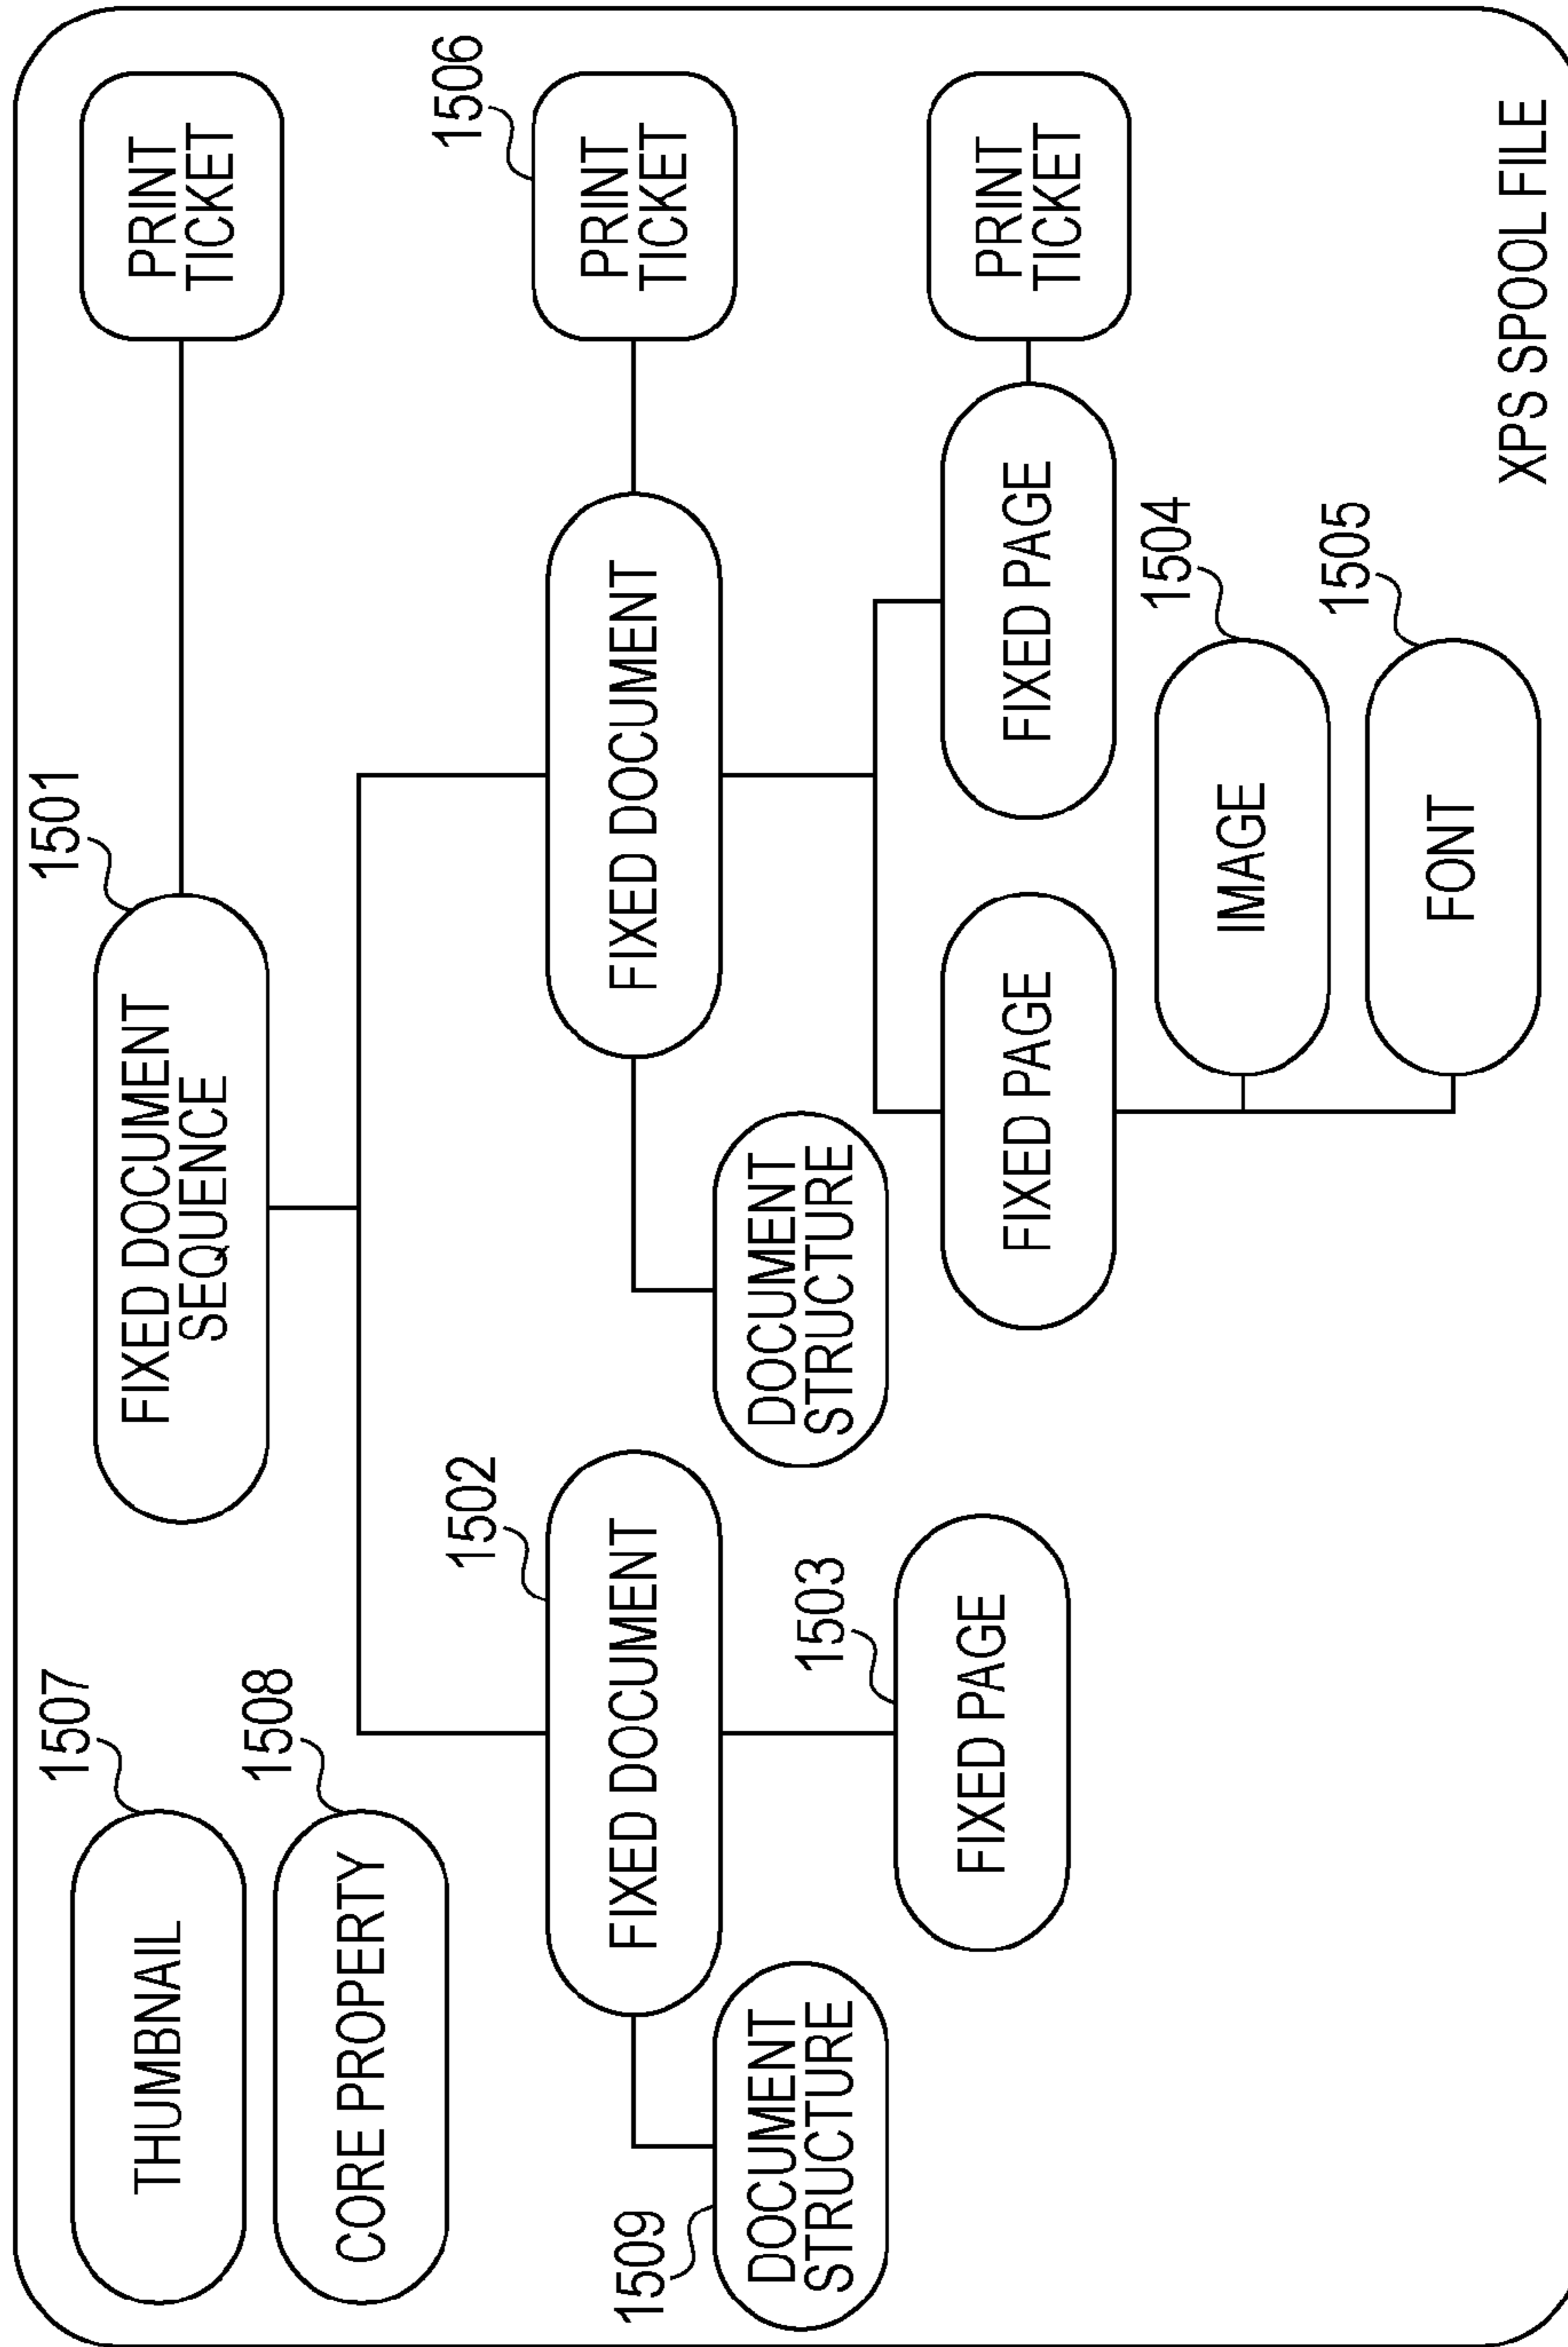 1507
THUMBNAIL
1508
CORE PROPERTY
1501
FIXED DOCUMENT
SEQUENCE
PRINT
TICKET
1502
FIXED DOCUMENT
FIXED DOCUMENT
1506
PRINT
TICKET
1509
DOCUMENT
STRUCTURE
DOCUMENT
STRUCTURE
1503
FIXED PAGE
FIXED PAGE
FIXED PAGE
PRINT
TICKET
1504
IMAGE
1505
FONT
XPS SPOOL FILE